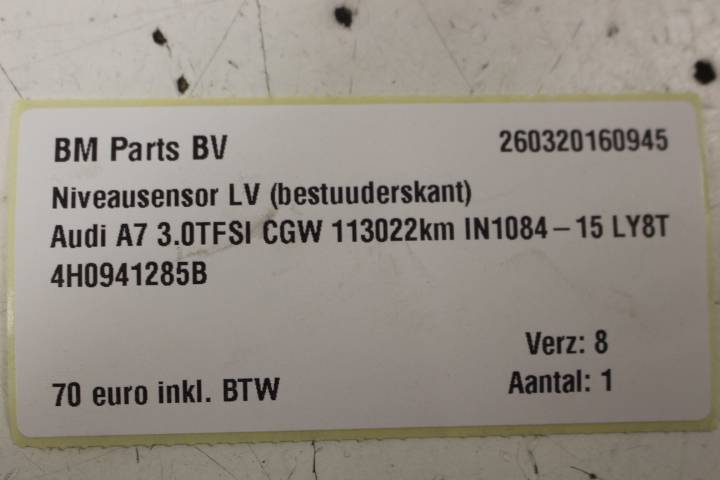 BM Parts BV 260320160945
Niveausensor LV (bestuuderskant)
Audi A7 3.0TFSI CGW 113022km IN1084-15 LY8T
4H0941285B
Verz: 8
70 euro inkl. BTW Aantal: 1